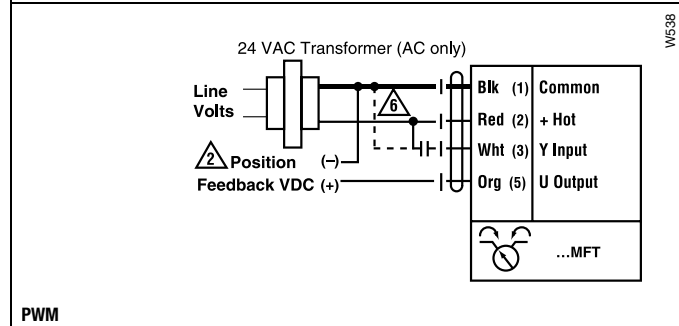 W538
24 VAC Transformer (AC only)
Line
Volts
6
Blk (1) Common
Red (2) + Hot
Wht (3) Y Input
Org (5) U Output
2 Position (–)
Feedback VDC (+)
...MFT
PWM